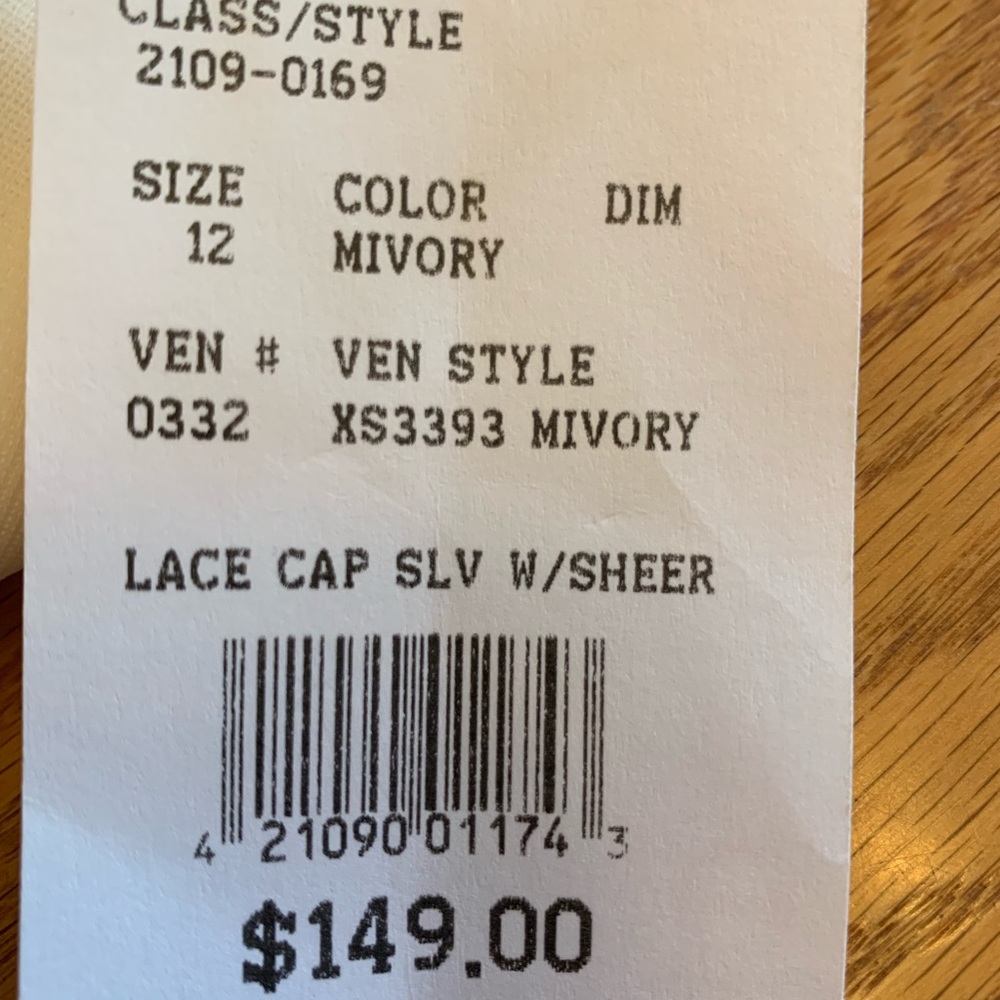 CLASS/STYLE
2109-0169
SIZE COLOR DIM
12 MIVORY
VEN # VEN STYLE
0332 XS3393 MIVORY
LACE CAP SLV W/SHEER
4 21090 01174 3
$149.00